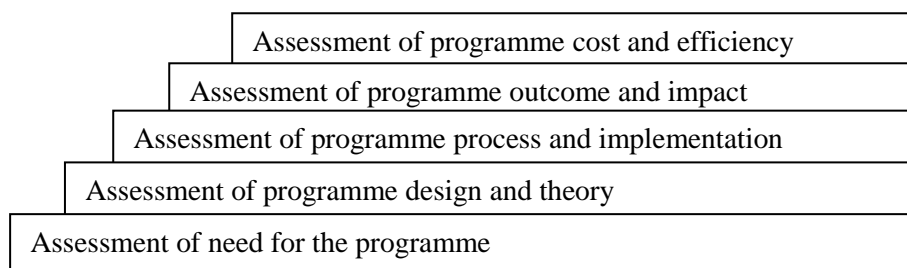 Assessment of programme cost and efficiency
Assessment of programme outcome and impact
Assessment of programme process and implementation
Assessment of programme design and theory
Assessment of need for the programme